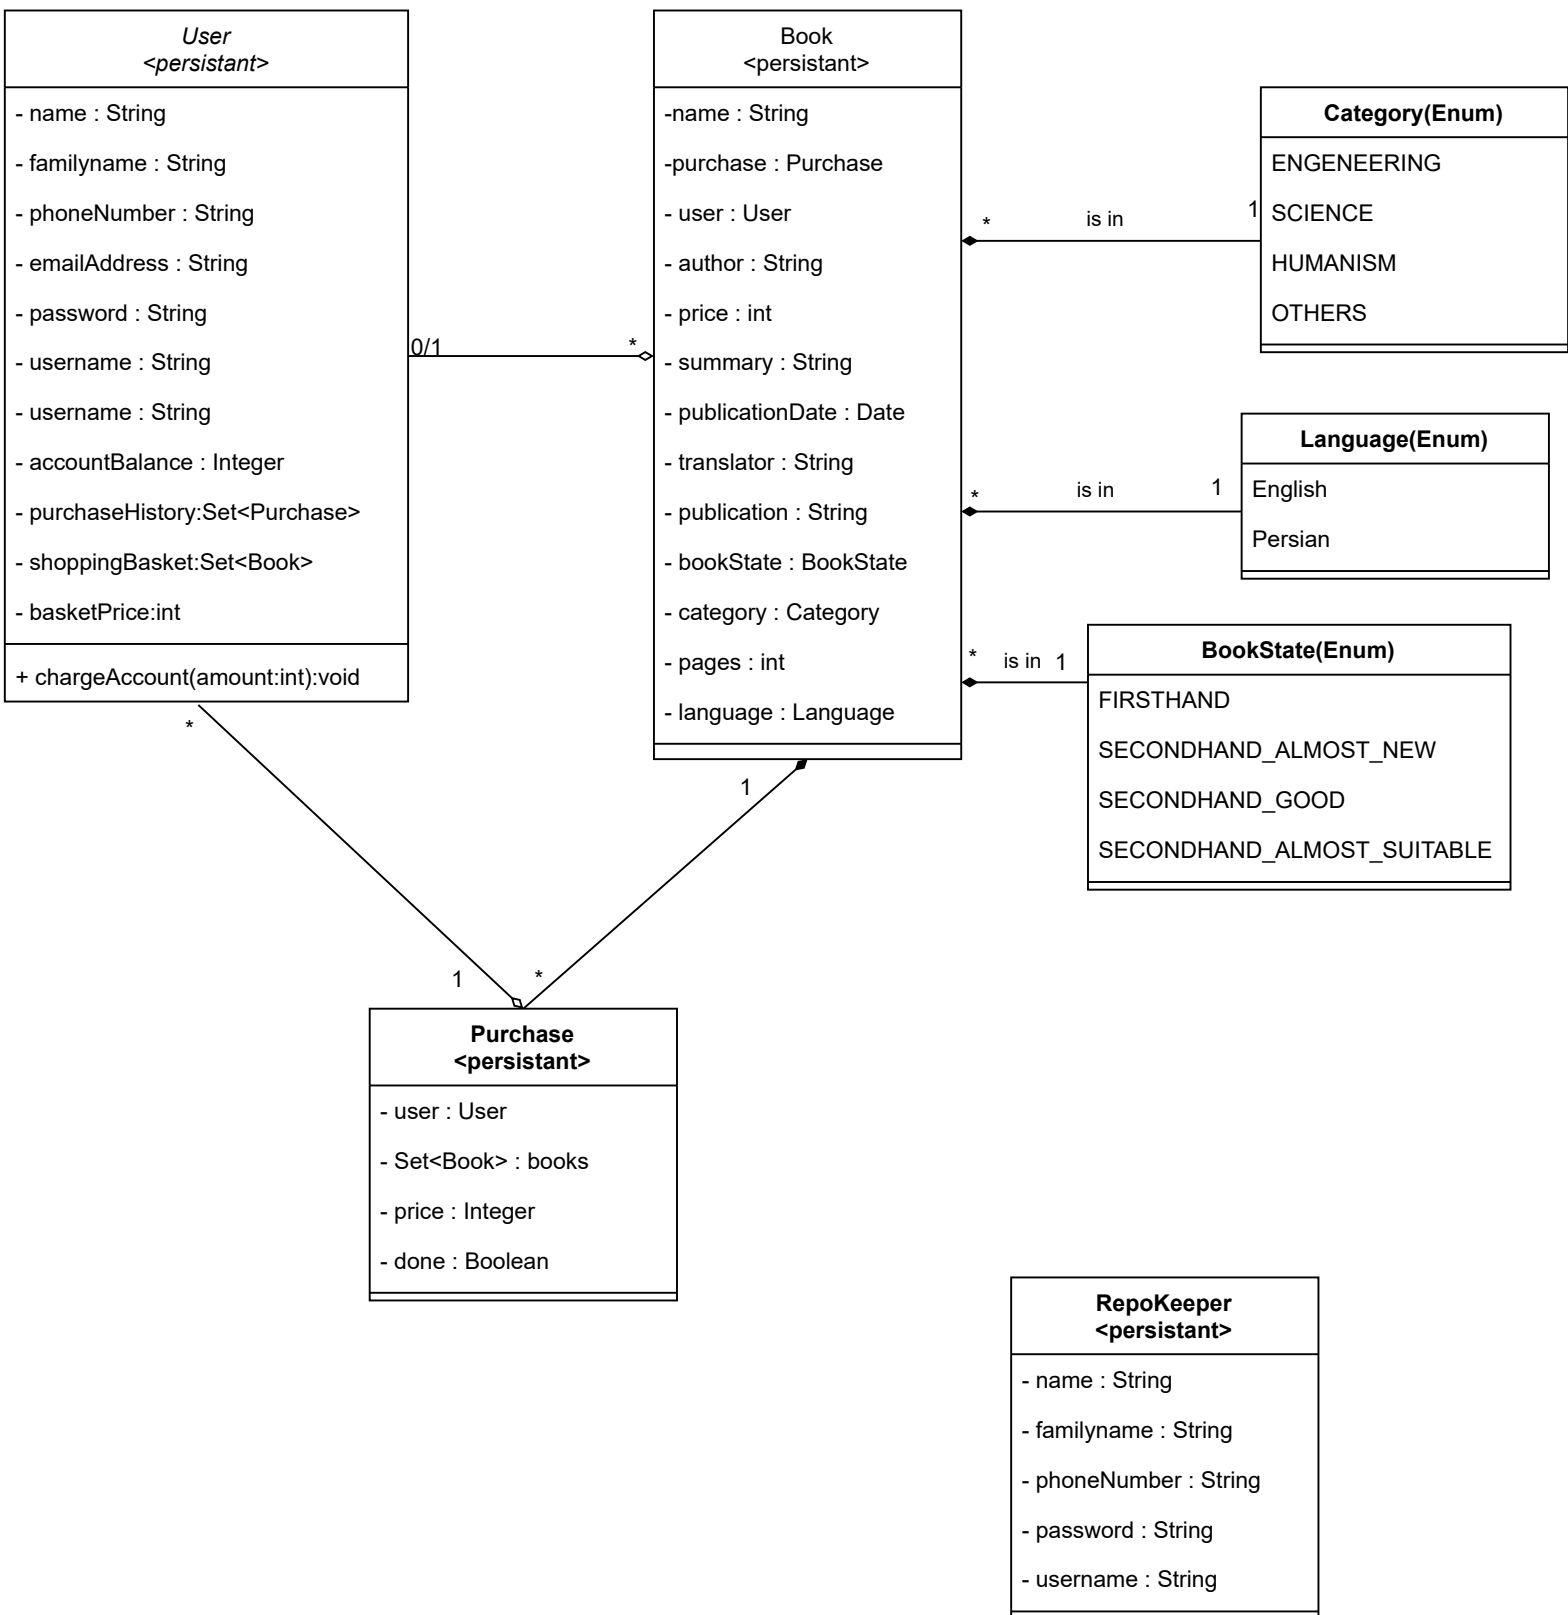 User
<persistant>
- name : String
- familyname : String
- phoneNumber : String
- emailAddress : String
- password : String
- username : String
- username : String
- accountBalance : Integer
- purchaseHistory:Set<Purchase>
- shoppingBasket:Set<Book>
- basketPrice:int
+ chargeAccount(amount:int):void
0/1
*
Book
<persistant>
-name : String
-purchase : Purchase
- user : User
- author : String
- price : int
- summary : String
- publicationDate : Date
- translator : String
- publication : String
- bookState : BookState
- category : Category
- pages : int
- language : Language
* is in 1
Category(Enum)
ENGENEERING
SCIENCE
HUMANISM
OTHERS
* is in 1
Language(Enum)
English
Persian
* is in 1
BookState(Enum)
FIRSTHAND
SECONDHAND_ALMOST_NEW
SECONDHAND_GOOD
SECONDHAND_ALMOST_SUITABLE
*
1
1
*
Purchase
<persistant>
- user : User
- Set<Book> : books
- price : Integer
- done : Boolean
RepoKeeper
<persistant>
- name : String
- familyname : String
- phoneNumber : String
- password : String
- username : String